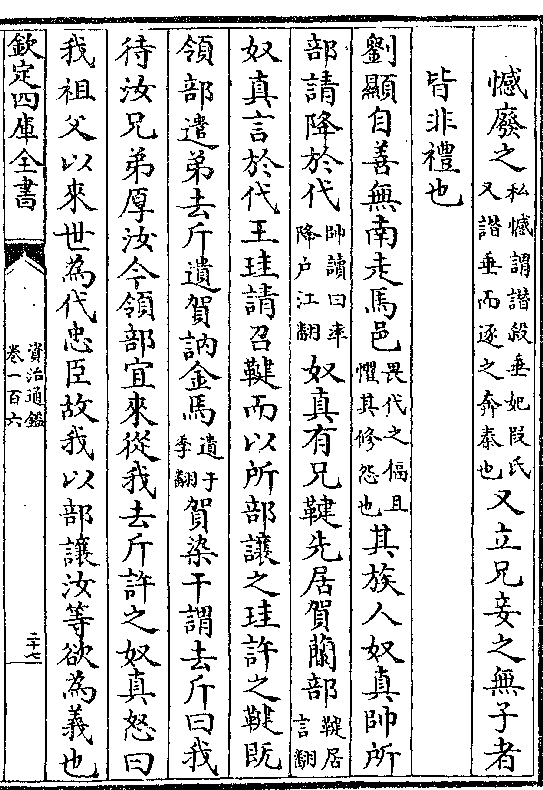 憾廢之私憾謂譖殺垂妃段氏又譖垂而逐之奔秦也又立兄妾之無子者
皆非禮也
劉顯自善無南走馬邑畏代之偪且懼其修怨也其族人奴真帥所
部請降於代帥讀曰率降户江翻奴真有兄犍先居賀蘭部犍居言翻
奴真言於代王珪請召犍而以所部讓之珪許之犍既
領部遣弟去斤遺賀訥金馬遺于季翻賀染干謂去斤曰我
待汝兄弟厚汝今領部宜來從我去斤許之奴真怒曰
我祖父以來世為代忠臣故我以部讓汝等欲為義也
欽定四庫全書
資治通鑑
卷一百六
二十七